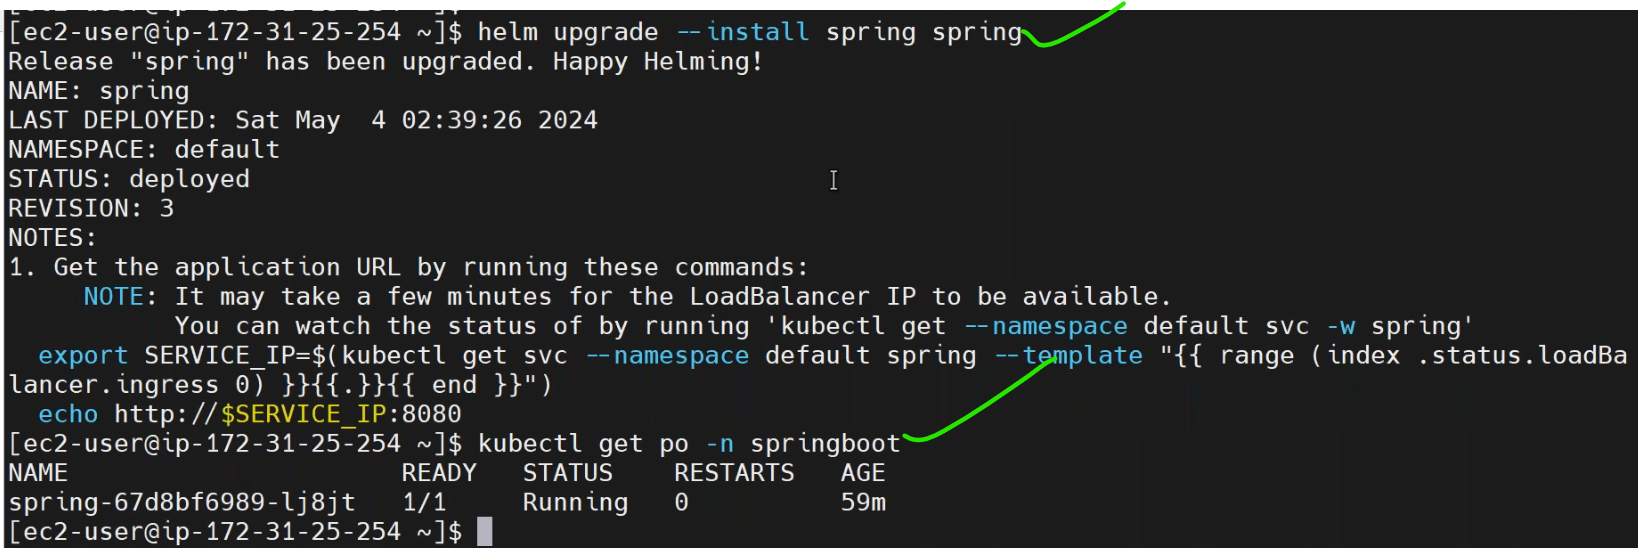 [ec2-user@ip-172-31-25-254 ~]$ helm upgrade --install spring spring
Release "spring" has been upgraded. Happy Helming!
NAME: spring
LAST DEPLOYED: Sat May  4 02:39:26 2024
NAMESPACE: default
STATUS: deployed
REVISION: 3
NOTES:
1. Get the application URL by running these commands:
     NOTE: It may take a few minutes for the LoadBalancer IP to be available.
           You can watch the status of by running 'kubectl get --namespace default svc -w spring'
  export SERVICE_IP=$(kubectl get svc --namespace default spring --template "{{ range (index .status.loadBa
lancer.ingress 0) }}{{.}}{{ end }}")
  echo http://$SERVICE_IP:8080
[ec2-user@ip-172-31-25-254 ~]$ kubectl get po -n springboot
NAME                      READY   STATUS    RESTARTS   AGE
spring-67d8bf6989-lj8jt   1/1     Running   0          59m
[ec2-user@ip-172-31-25-254 ~]$